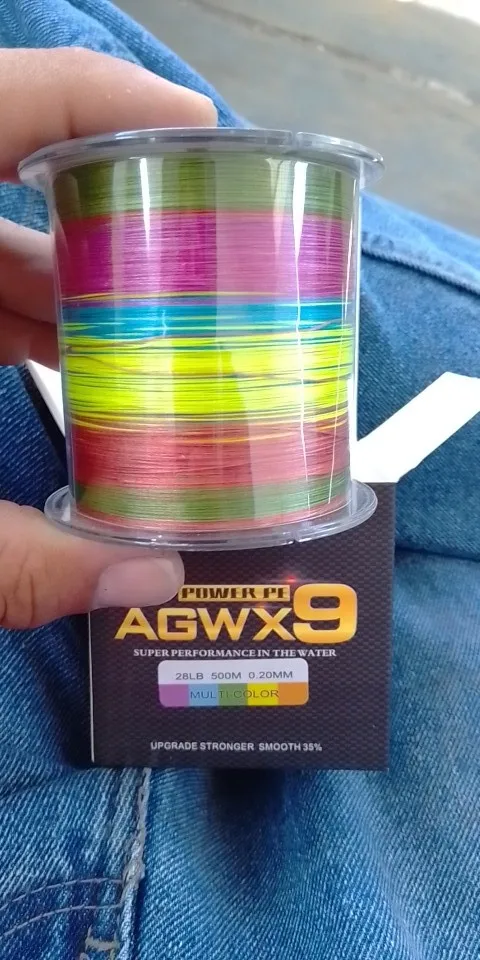 POWER PE
AGWX9
SUPER PERFORMANCE IN THE WATER
28LB 500M 0.20MM
MULTI COLOR
UPGRADE STRONGER SMOOTH 35%